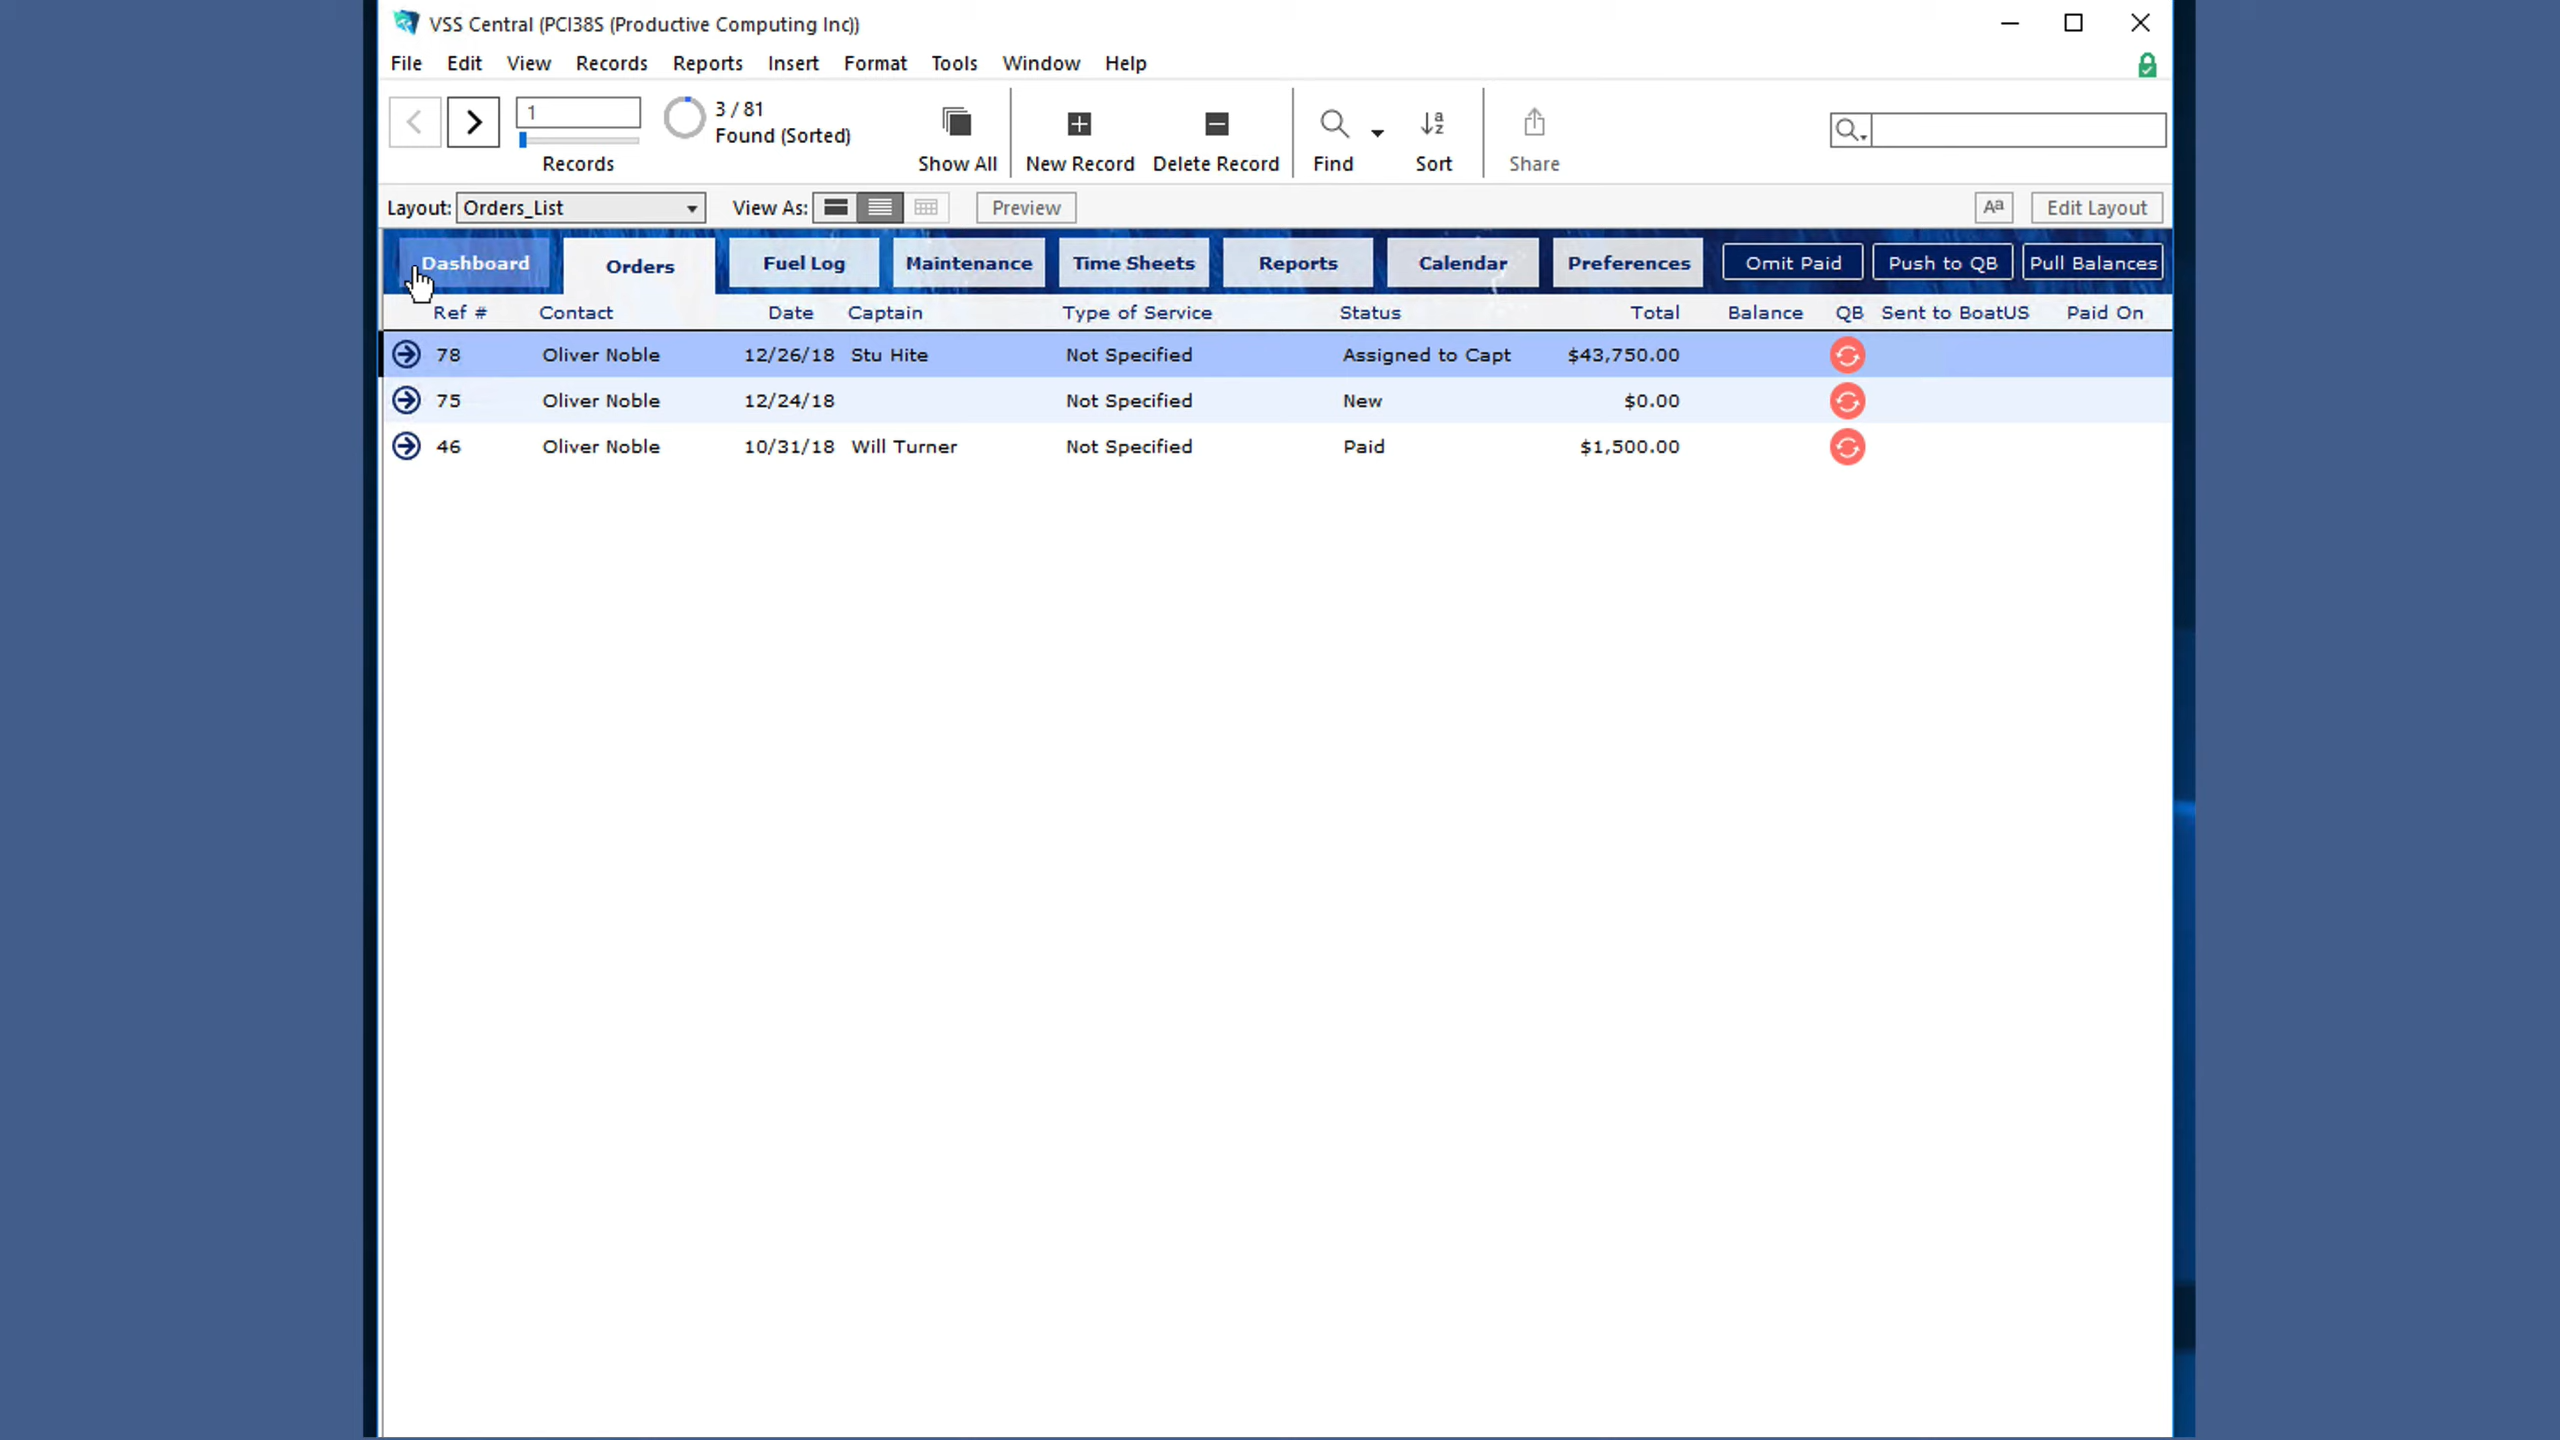 VSS Central (PCI38S (Productive Computing Inc))
File Edit View Records Reports Insert Format Tools Window Help
1
3 / 81
Found (Sorted)
Records Show All New Record Delete Record Find Sort Share
Layout: Orders_List View As: Preview Aa Edit Layout
Dashboard Orders Fuel Log Maintenance Time Sheets Reports Calendar Preferences Omit Paid Push to QB Pull Balances
Ref # Contact Date Captain Type of Service Status Total Balance QB Sent to BoatUS Paid On
78 Oliver Noble 12/26/18 Stu Hite Not Specified Assigned to Capt $43,750.00
75 Oliver Noble 12/24/18 Not Specified New $0.00
46 Oliver Noble 10/31/18 Will Turner Not Specified Paid $1,500.00